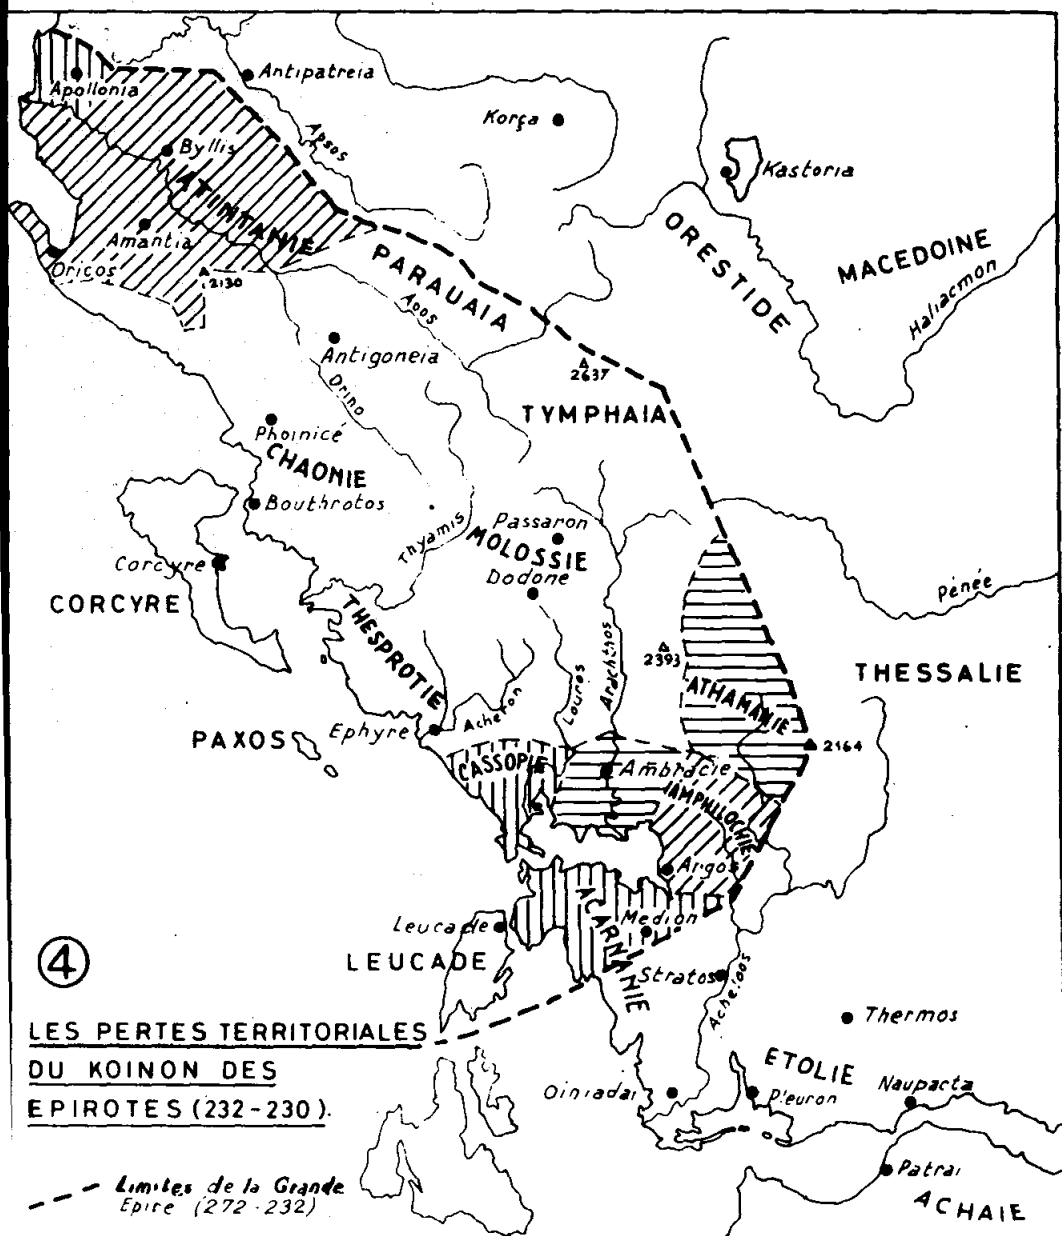 Antipatreia
Apollonia
Korça
Apsos
Byllis
Kastoria
ATINTANIE
Amantia
ORESTIDE
MACEDOINE
Oricos
2130
PARAUAIA
Haliacmon
Aoos
Antigoneia
2637
Drino
TYMPHAIA
Phoinicé
CHAONIE
Bouthrotos
Thyamis
Passaron
MOLOSSIE
Corcyre
Dodone
Pénée
CORCYRE
THESPROTIE
Arachthos
2393
THESSALIE
ATHAMANIE
Louros
Acheron
Ephyre
PAXOS
2164
CASSOPIE
Ambracie
AMPHILOCHIE
Argos
ACARNANIE
Medion
Leucade
LEUCADE
Stratos
Acheloos
4
LES PERTES TERRITORIALES
DU KOINON DES
EPIROTES (232-230).
Thermos
ETOLIE
Oiniadai
Pleuron
Naupacta
Patrai
ACHAIE
Limites de la Grande
Epire (272-232)